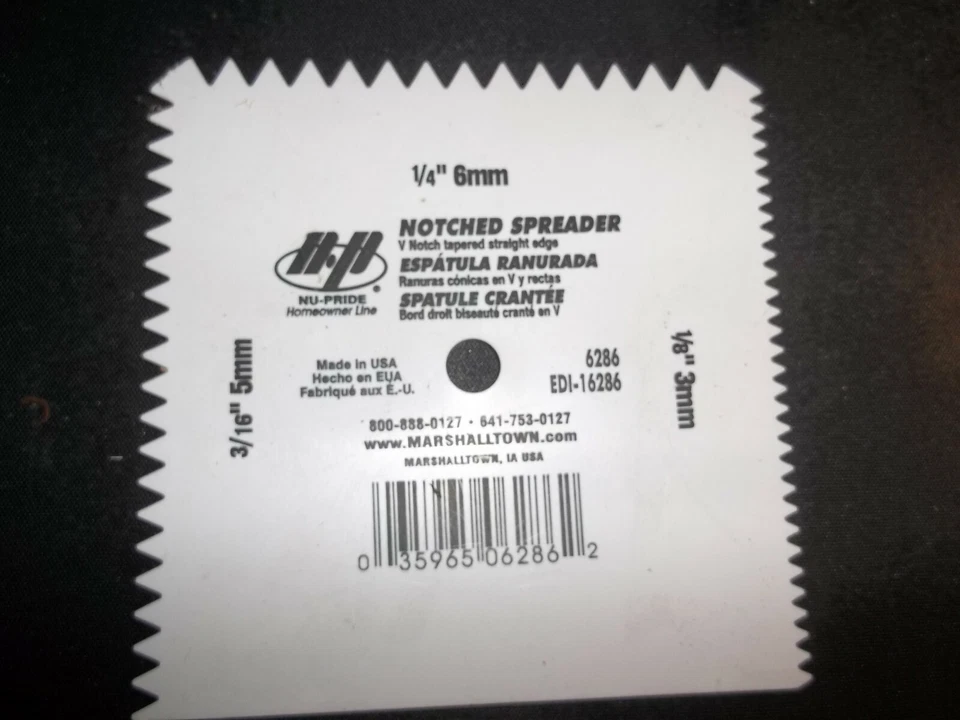 1/4" 6mm
NOTCHED SPREADER
V Notch tapered straight edge
ESPÁTULA RANURADA
Ranuras cónicas en V y rectas
SPATULE CRANTÉE
Bord droit biseauté cranté en V
N·P
®
NU-PRIDE
Homeowner Line
3/16" 5mm
1/8" 3mm
Made in USA
Hecho en EUA
Fabriqué aux É.-U.
6286
EDI-16286
800-888-0127 • 641-753-0127
www.MARSHALLTOWN.com
MARSHALLTOWN, IA USA
0 35965 06286 2